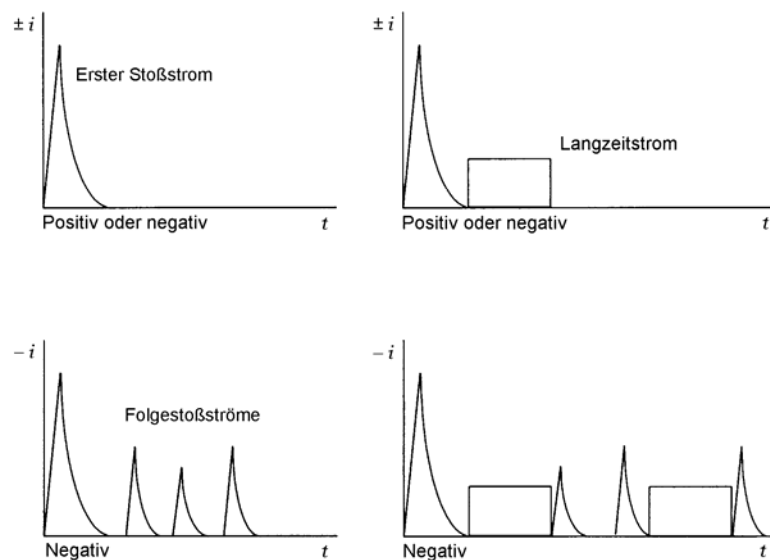 ± i
Erster Stoßstrom
Positiv oder negativ
t
± i
Langzeitstrom
Positiv oder negativ
t
– i
Folgestoßströme
Negativ
t
– i
Negativ
t